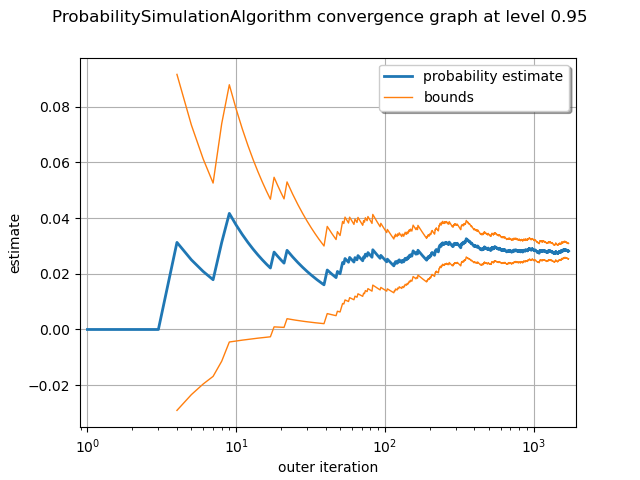 ProbabilitySimulationAlgorithm convergence graph at level 0.95
probability estimate
bounds
0.08
0.06
0.04
0.02
0.00
−0.02
estimate
10⁰
10¹
10²
10³
outer iteration